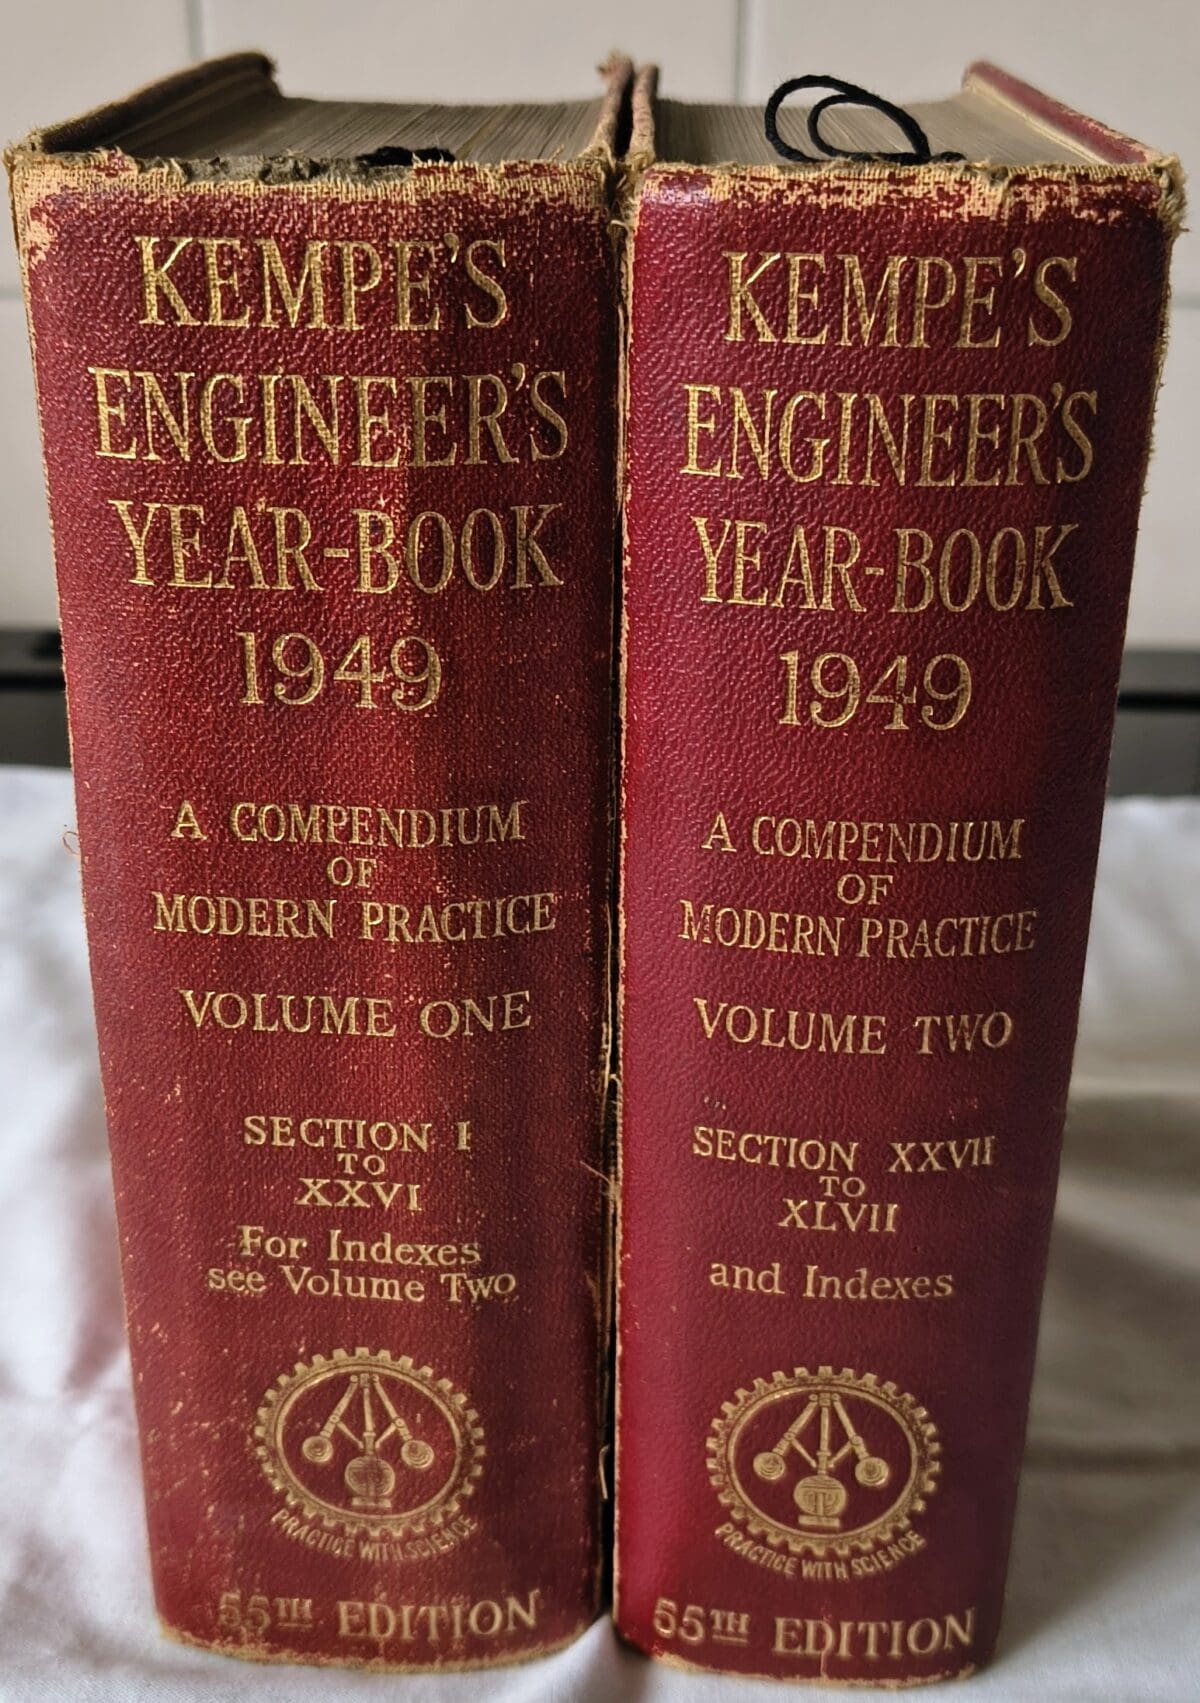 KEMPE'S
ENGINEER'S
YEAR-BOOK
1949
A COMPENDIUM
OF
MODERN PRACTICE
VOLUME ONE
SECTION I
TO
XXVI
For Indexes
see Volume Two
PRACTICE WITH SCIENCE
55TH EDITION
KEMPE'S
ENGINEER'S
YEAR-BOOK
1949
A COMPENDIUM
OF
MODERN PRACTICE
VOLUME TWO
SECTION XXVII
TO
XLVII
and Indexes
PRACTICE WITH SCIENCE
55TH EDITION